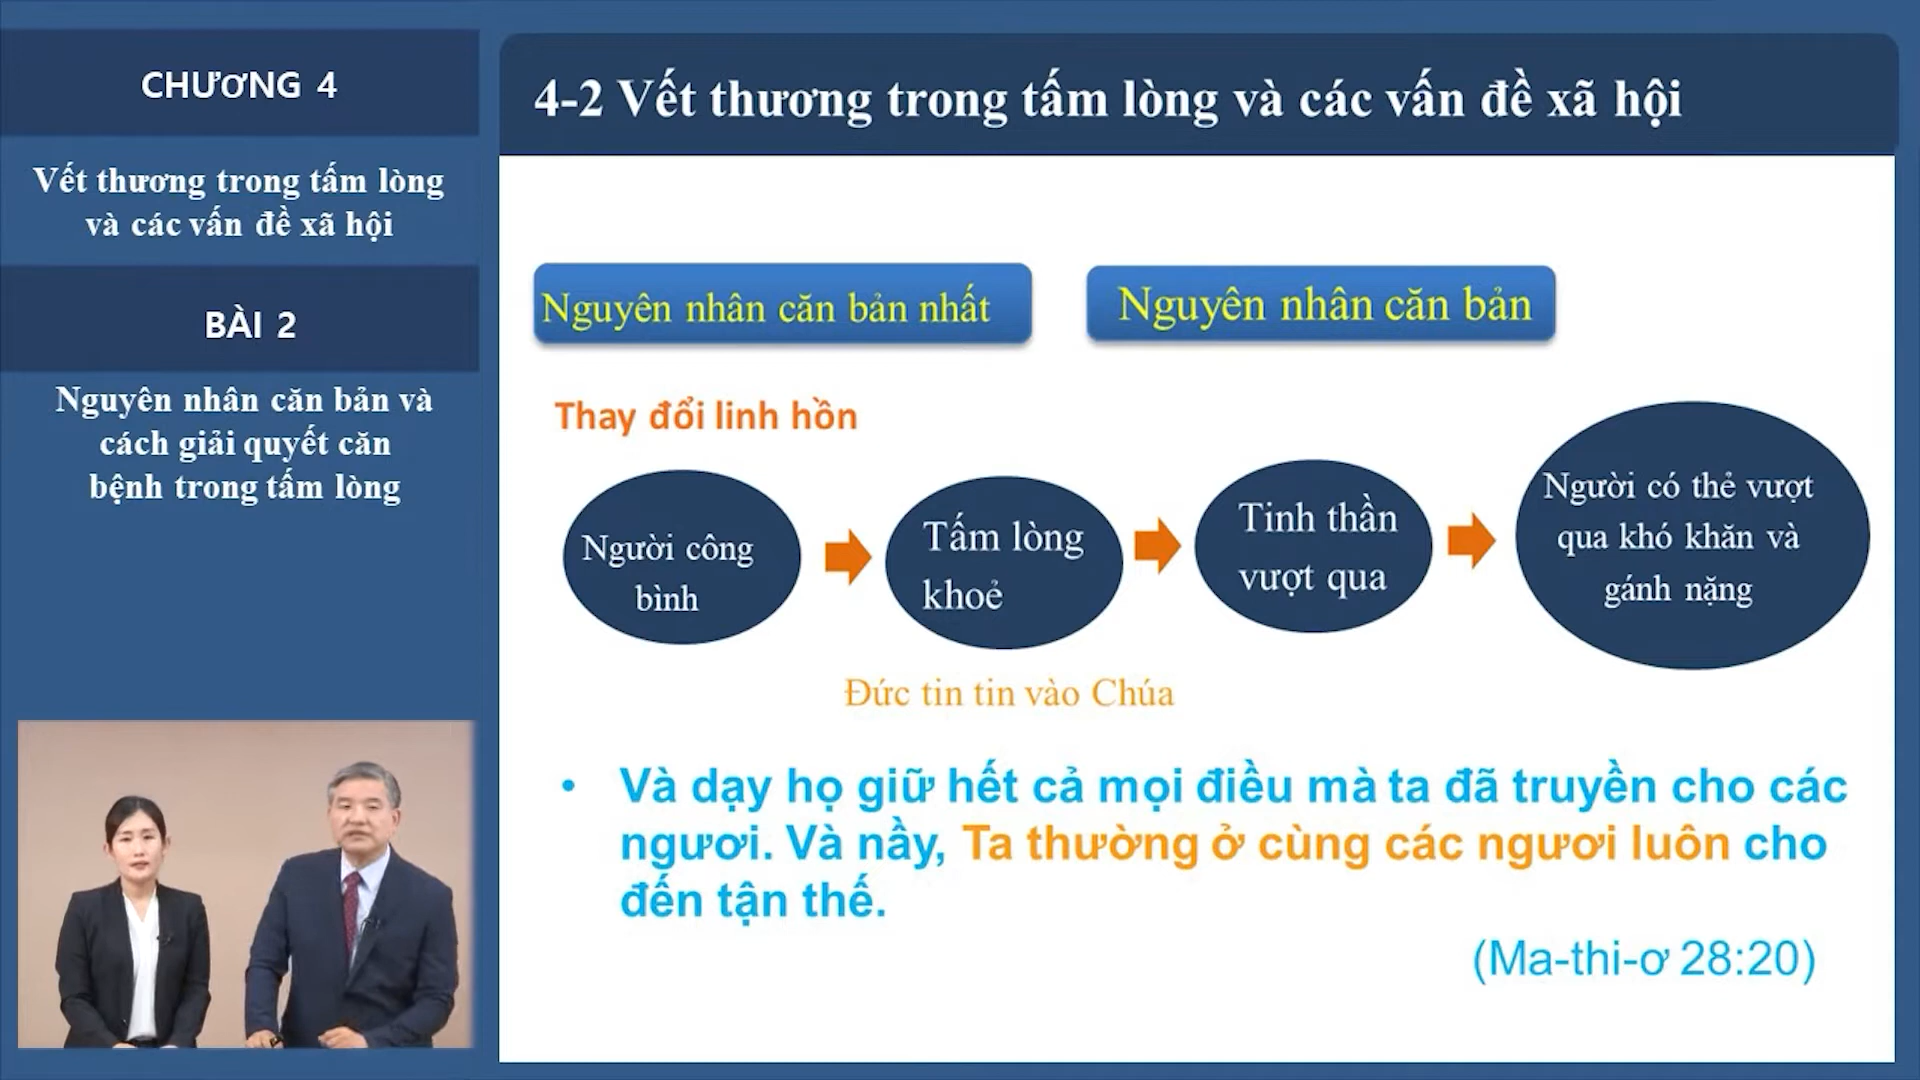 CHƯƠNG 4
Vết thương trong tấm lòng
và các vấn đề xã hội
BÀI 2
Nguyên nhân căn bản và
cách giải quyết căn
bệnh trong tấm lòng
4-2 Vết thương trong tấm lòng và các vấn đề xã hội
Nguyên nhân căn bản nhất
Nguyên nhân căn bản
Thay đổi linh hồn
Người công
bình
Tấm lòng
khoẻ
Tinh thần
vượt qua
Người có thẻ vượt
qua khó khăn và
gánh nặng
Đức tin tin vào Chúa
• Và dạy họ giữ hết cả mọi điều mà ta đã truyền cho các
ngươi. Và nầy, Ta thường ở cùng các ngươi luôn cho
đến tận thế.
(Ma-thi-ơ 28:20)